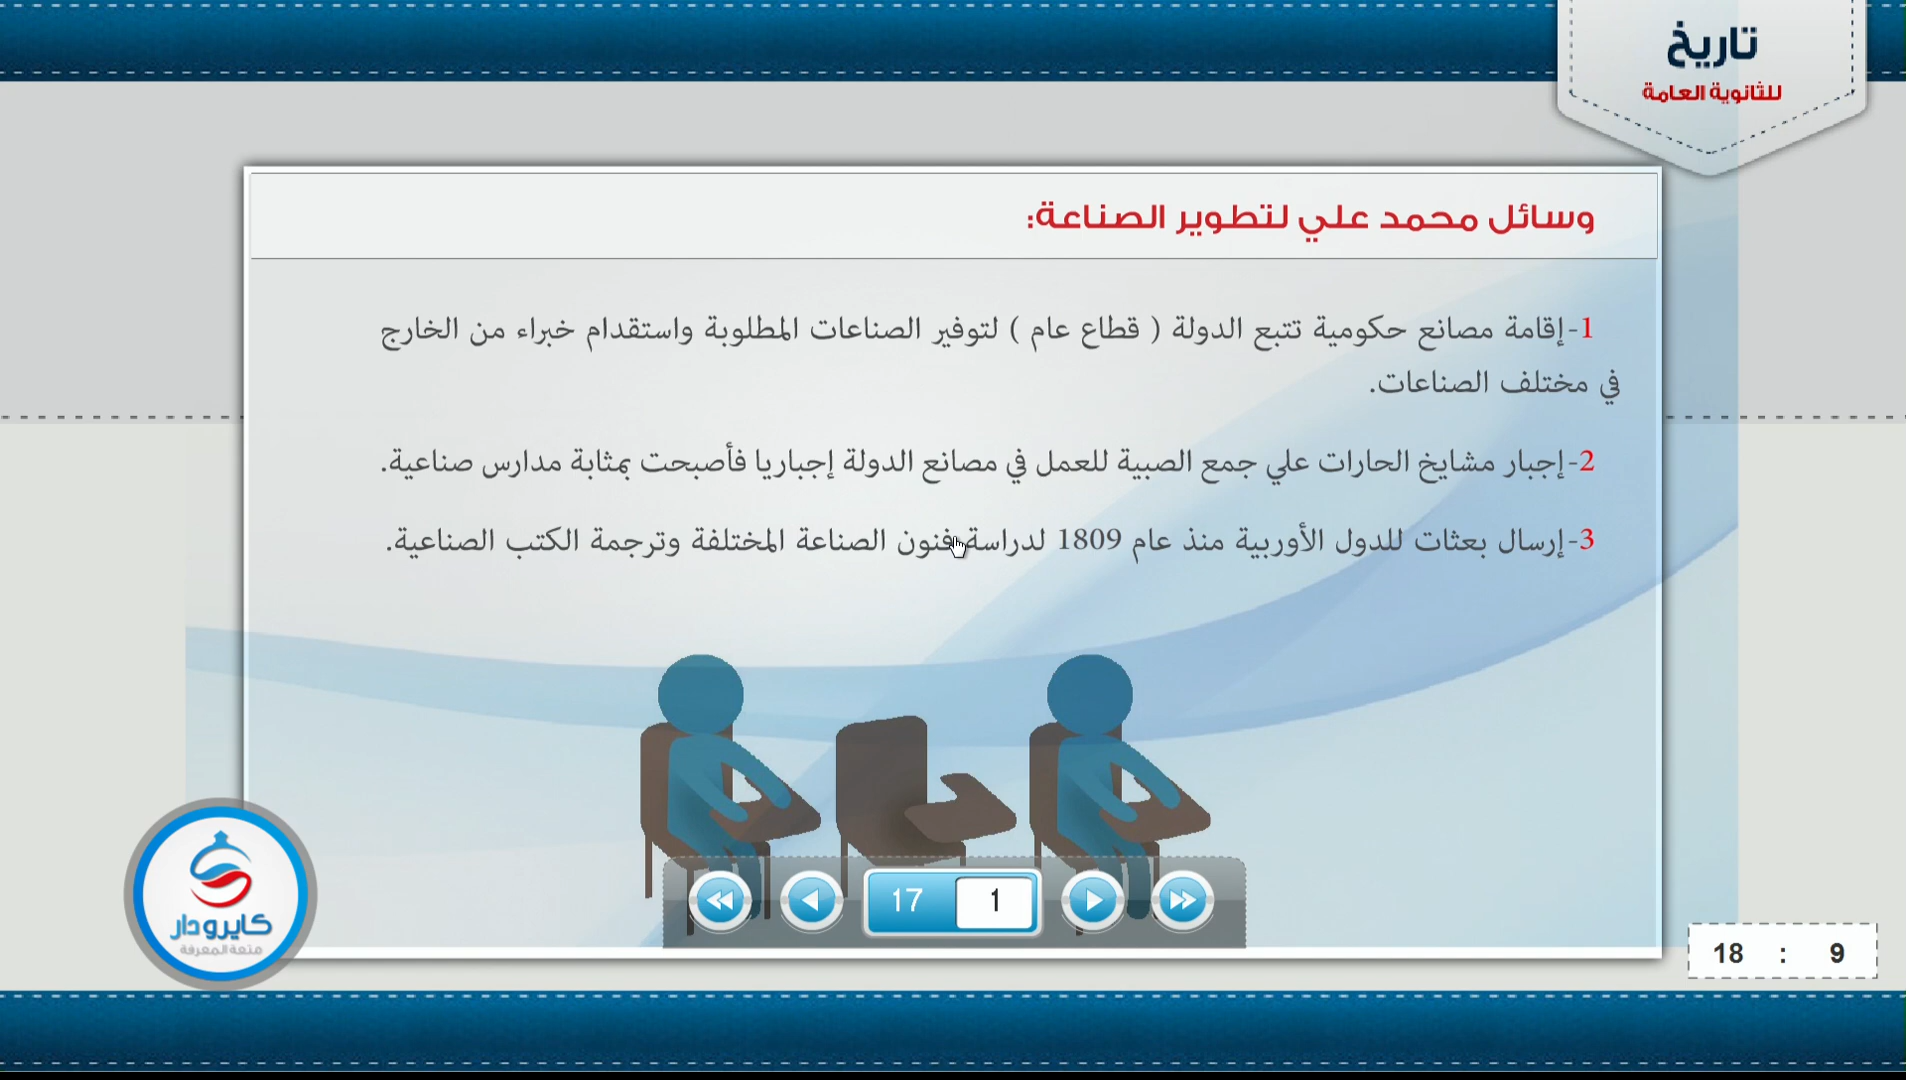 تاريخ
للثانوية العامة
وسائل محمد علي لتطوير الصناعة:
1-إقامة مصانع حكومية تتبع الدولة ( قطاع عام ) لتوفير الصناعات المطلوبة واستقدام خبراء من الخارج
في مختلف الصناعات.
2-إجبار مشايخ الحارات علي جمع الصبية للعمل في مصانع الدولة إجباريا فأصبحت بمثابة مدارس صناعية.
3-إرسال بعثات للدول الأوربية منذ عام 1809 لدراسة فنون الصناعة المختلفة وترجمة الكتب الصناعية.
17 1
كايرودار
متعة المعرفة
18 : 9